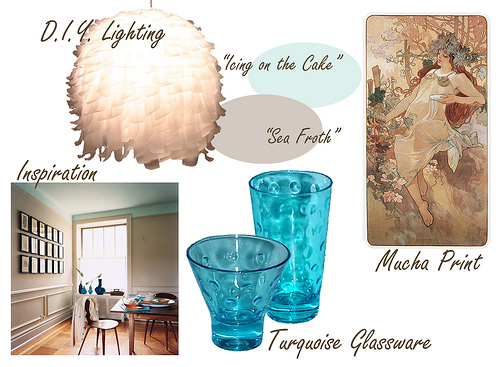 D.I.Y. Lighting
"Icing on the Cake"
"Sea Froth"
Inspiration
Mucha Print
Turquoise Glassware